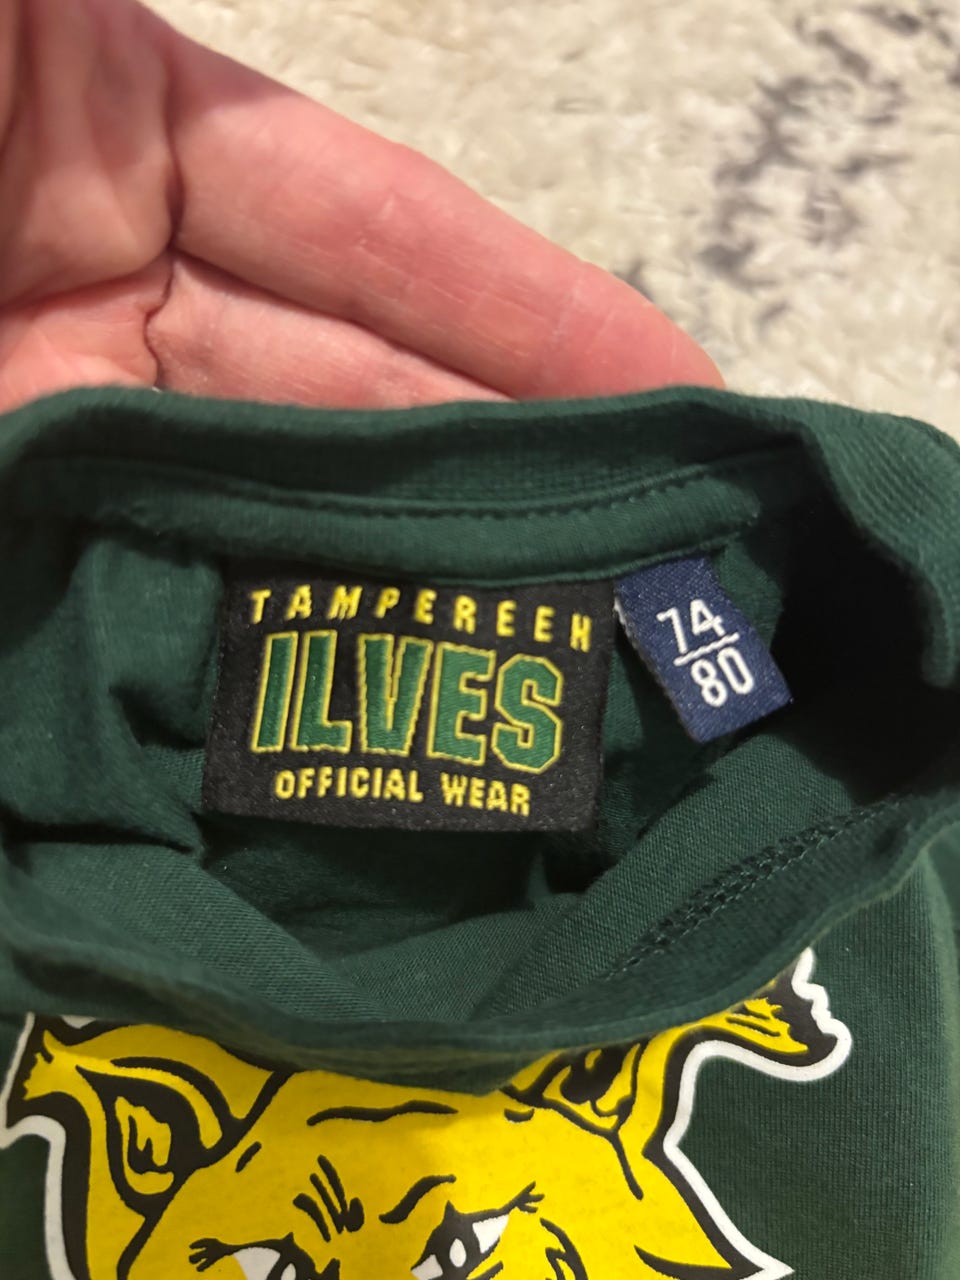 TAMPEREEN
ILVES
OFFICIAL WEAR
74
80